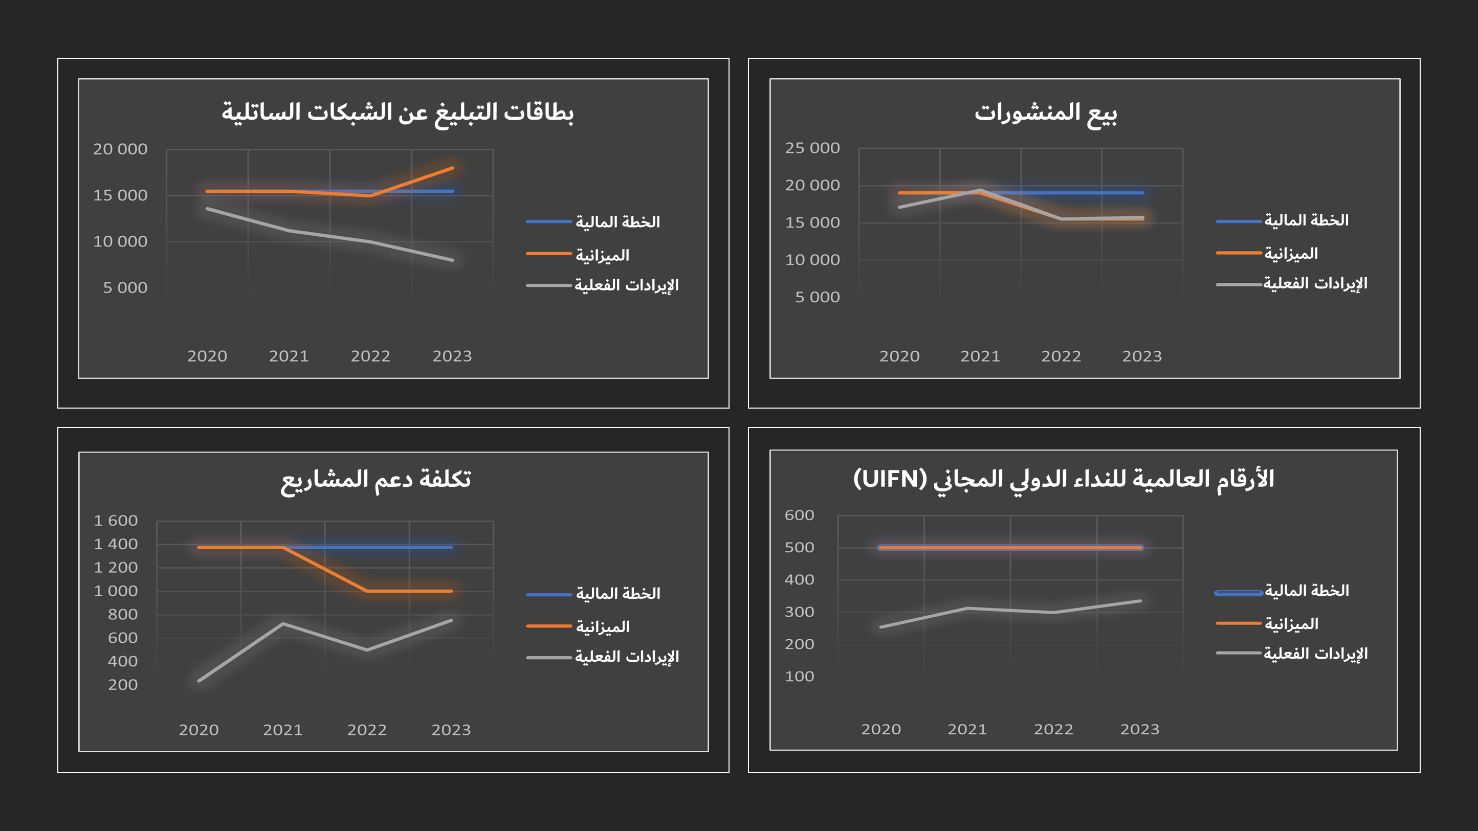 بيع المنشورات
25 000
20 000
15 000
10 000
5 000
2020 2021 2022 2023
الخطة المالية
الميزانية
الإيرادات الفعلية
بطاقات التبليغ عن الشبكات الساتلية
20 000
15 000
10 000
5 000
2020 2021 2022 2023
الخطة المالية
الميزانية
الإيرادات الفعلية
الأرقام العالمية للنداء الدولي المجاني (UIFN)
600
500
400
300
200
100
2020 2021 2022 2023
الخطة المالية
الميزانية
الإيرادات الفعلية
تكلفة دعم المشاريع
1 600
1 400
1 200
1 000
800
600
400
200
2020 2021 2022 2023
الخطة المالية
الميزانية
الإيرادات الفعلية